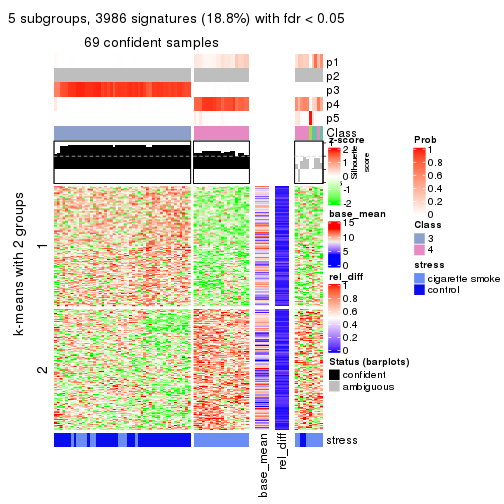 5 subgroups, 3986 signatures (18.8%) with fdr < 0.05
69 confident samples
p1
p2
p3
p4
p5
Class
1
2
k-means with 2 groups
stress
base_mean
rel_diff
z-score
2
1
0
-1
-2
Silhouette
score
base_mean
15
10
5
0
rel_diff
1
0.8
0.6
0.4
0.2
0
Status (barplots)
confident
ambiguous
Prob
1
0.8
0.6
0.4
0.2
0
Class
3
4
stress
cigarette smoke
control